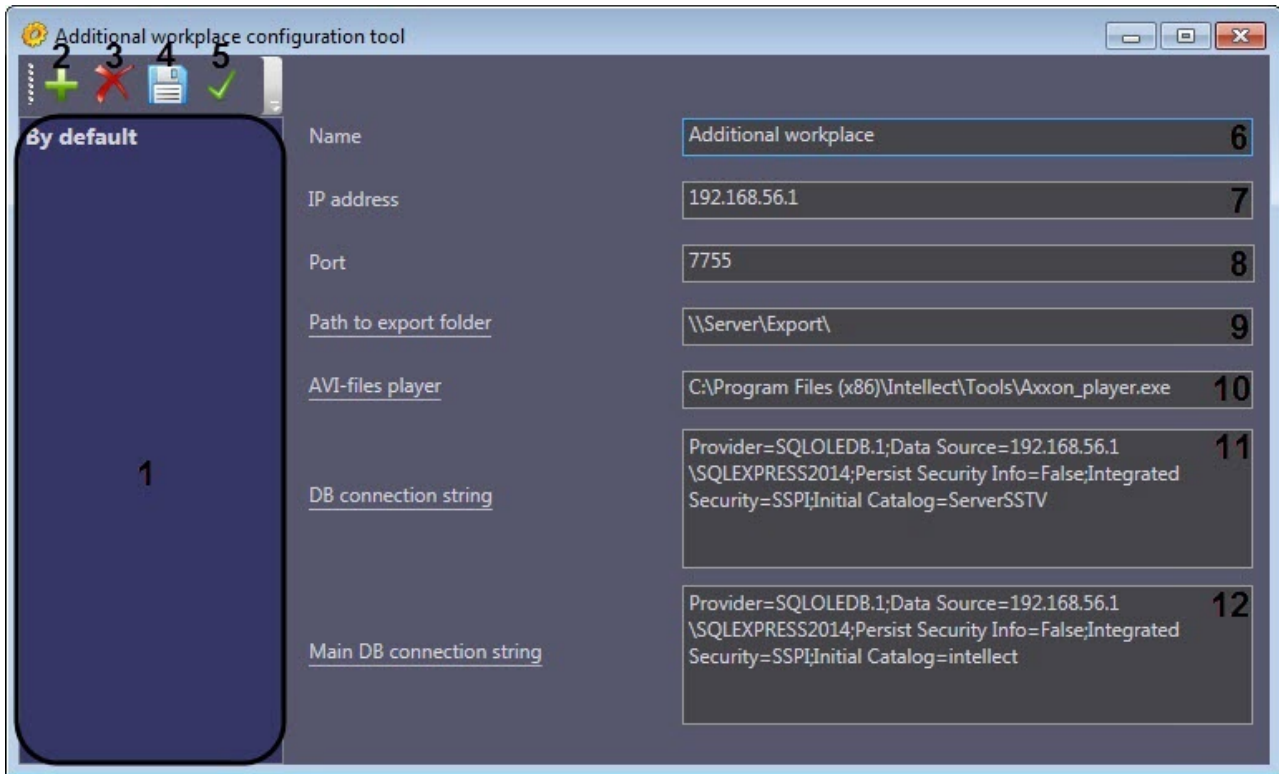 Additional workplace configuration tool
2 3 4 5
By default
1
Name
Additional workplace 6
IP address
192.168.56.1 7
Port
7755 8
Path to export folder
\\Server\Export\ 9
AVI-files player
C:\Program Files (x86)\Intellect\Tools\Axxon_player.exe 10
DB connection string
Provider=SQLOLEDB.1;Data Source=192.168.56.1 11
\SQLEXPRESS2014;Persist Security Info=False;Integrated
Security=SSPI;Initial Catalog=ServerSSTV
Main DB connection string
Provider=SQLOLEDB.1;Data Source=192.168.56.1 12
\SQLEXPRESS2014;Persist Security Info=False;Integrated
Security=SSPI;Initial Catalog=intellect